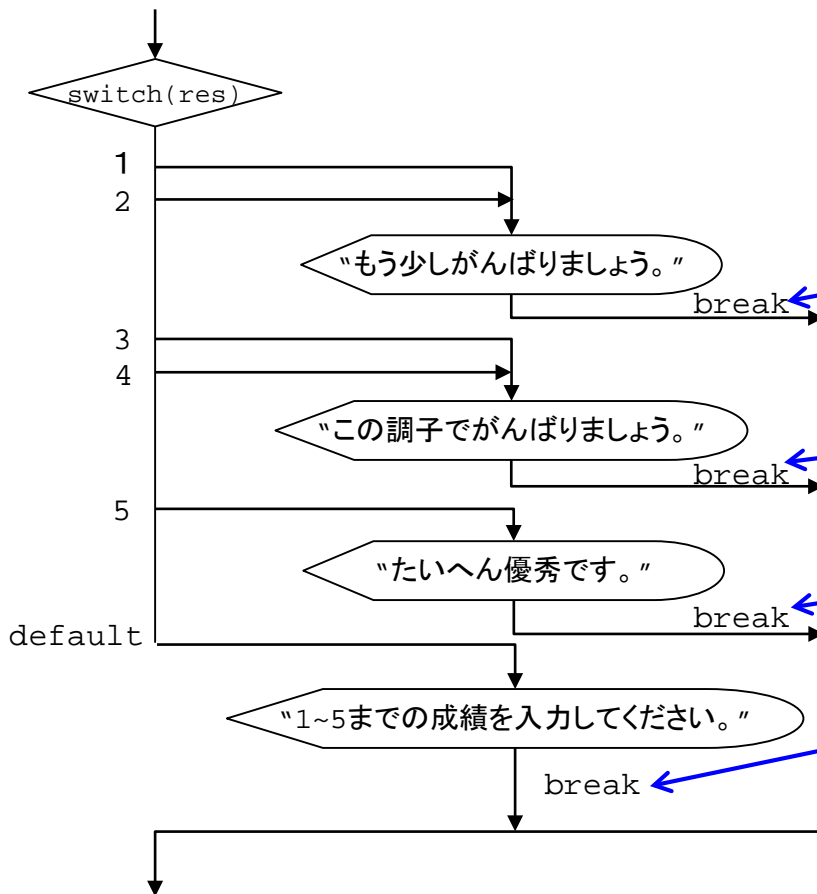 switch(res)
1
2
“もう少しがんばりましょう。”
break
3
4
“この調子でがんばりましょう。”
break
5
“たいへん優秀です。”
break
default
“1~5までの成績を入力してください。”
break